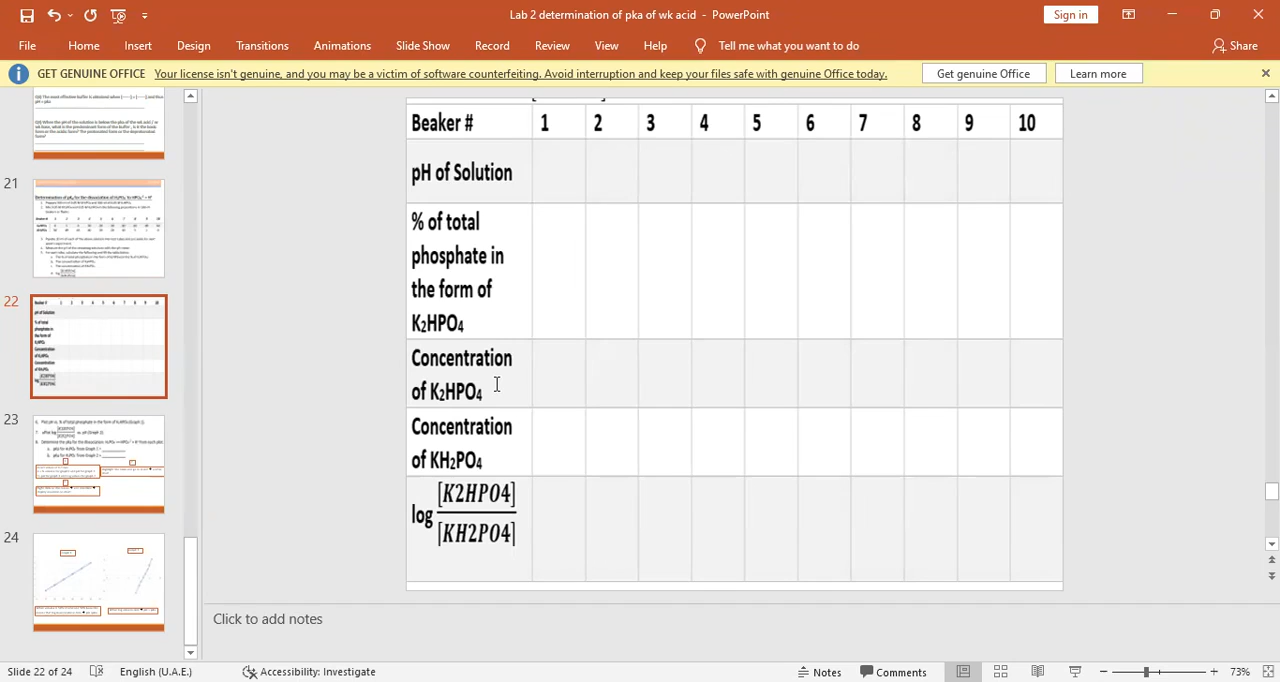 Lab 2 determination of pka of wk acid - PowerPoint
Sign in
File Home Insert Design Transitions Animations Slide Show Record Review View Help Tell me what you want to do Share
GET GENUINE OFFICE Your license isn't genuine, and you may be a victim of software counterfeiting. Avoid interruption and keep your files safe with genuine Office today. Get genuine Office Learn more
21
22
23
24
Beaker # 1 2 3 4 5 6 7 8 9 10
pH of Solution
% of total
phosphate in
the form of
K₂HPO₄
Concentration
of K₂HPO₄
Concentration
of KH₂PO₄
log [K2HPO4]
[KH2PO4]
Click to add notes
Slide 22 of 24 English (U.A.E.) Accessibility: Investigate Notes Comments 73%